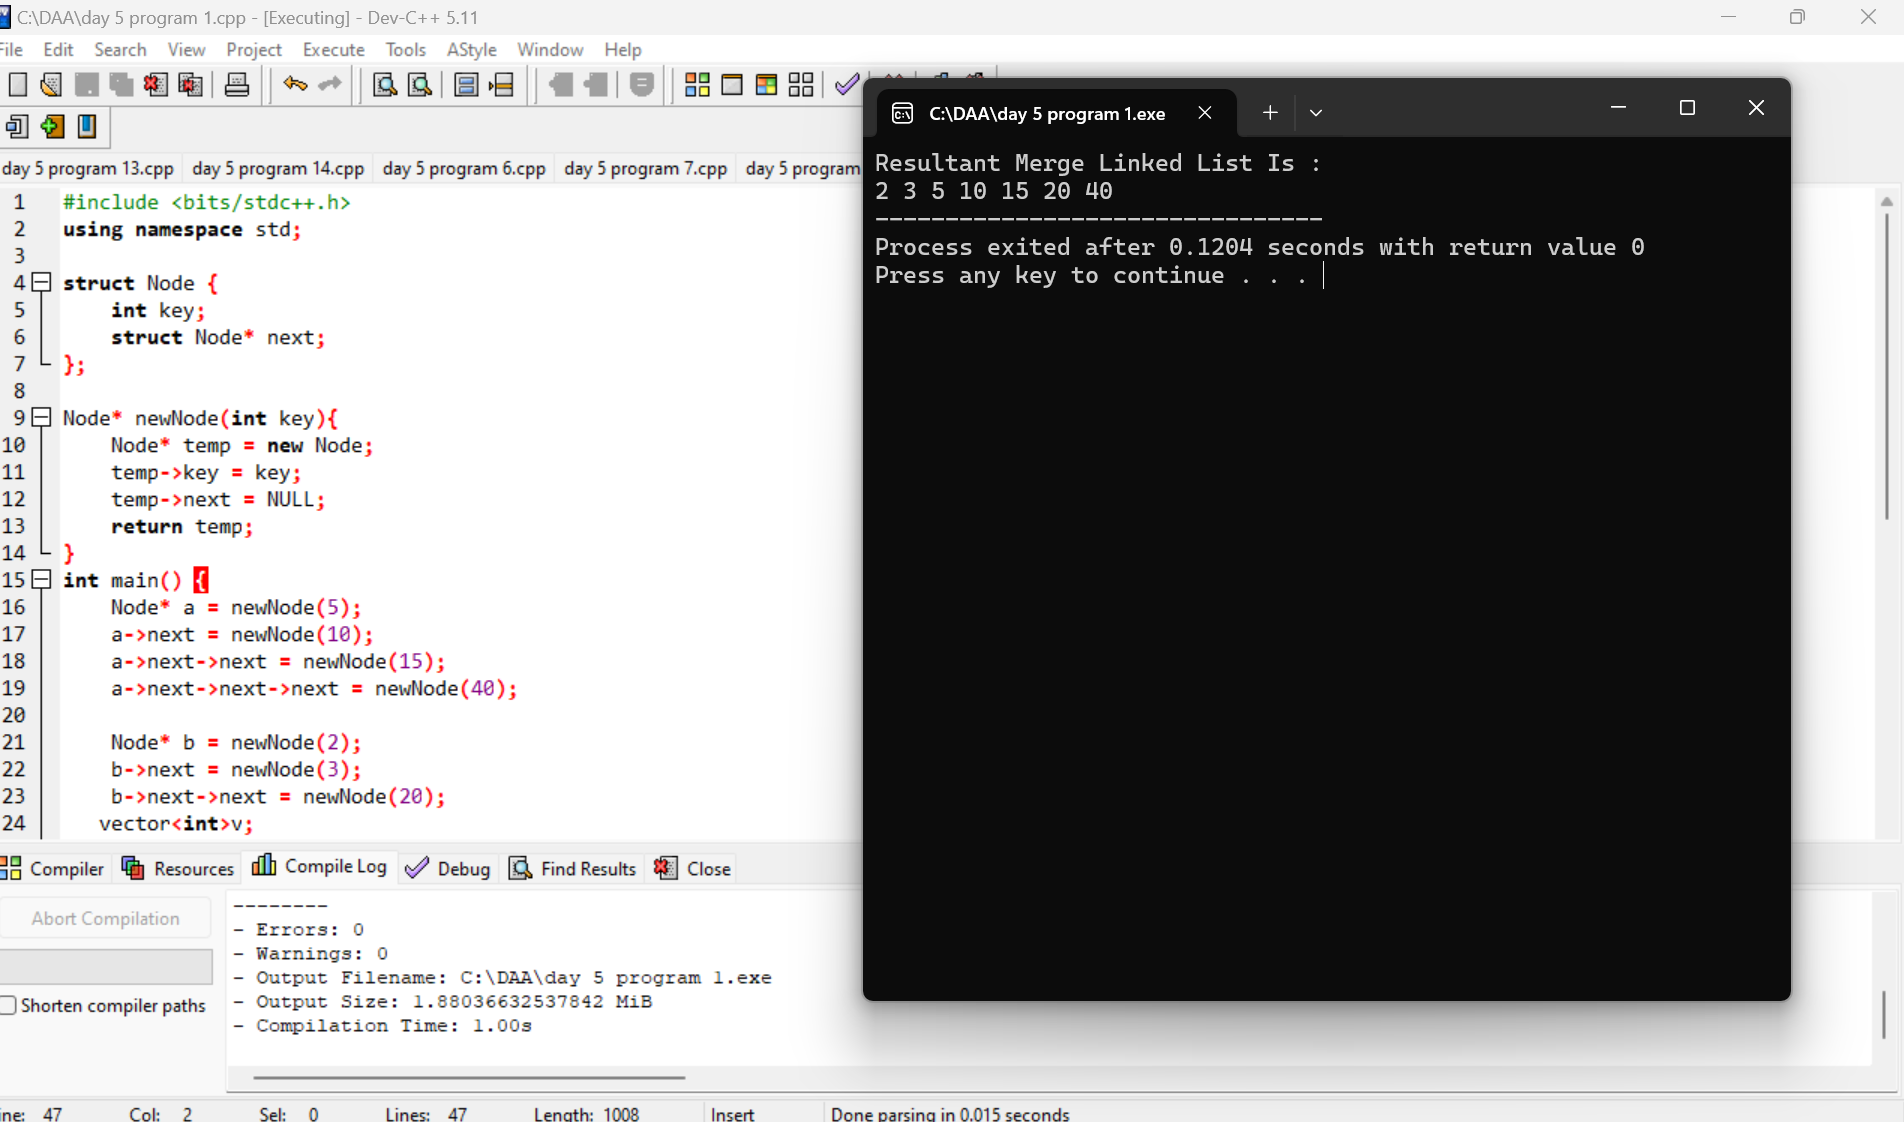 C:\DAA\day 5 program 1.cpp - [Executing] - Dev-C++ 5.11
File Edit Search View Project Execute Tools AStyle Window Help
day 5 program 13.cpp day 5 program 14.cpp day 5 program 6.cpp day 5 program 7.cpp day 5 program
1 #include <bits/stdc++.h>
2 using namespace std;
3
4 struct Node {
5 int key;
6 struct Node* next;
7 };
8
9 Node* newNode(int key){
10 Node* temp = new Node;
11 temp->key = key;
12 temp->next = NULL;
13 return temp;
14 }
15 int main() {
16 Node* a = newNode(5);
17 a->next = newNode(10);
18 a->next->next = newNode(15);
19 a->next->next->next = newNode(40);
20
21 Node* b = newNode(2);
22 b->next = newNode(3);
23 b->next->next = newNode(20);
24 vector<int>v;
C:\DAA\day 5 program 1.exe
Resultant Merge Linked List Is :
2 3 5 10 15 20 40
--------------------------------
Process exited after 0.1204 seconds with return value 0
Press any key to continue . . .
Compiler Resources Compile Log Debug Find Results Close
Abort Compilation
Shorten compiler paths
--------
- Errors: 0
- Warnings: 0
- Output Filename: C:\DAA\day 5 program 1.exe
- Output Size: 1.88036632537842 MiB
- Compilation Time: 1.00s
ine: 47 Col: 2 Sel: 0 Lines: 47 Length: 1008 Insert Done parsing in 0.015 seconds